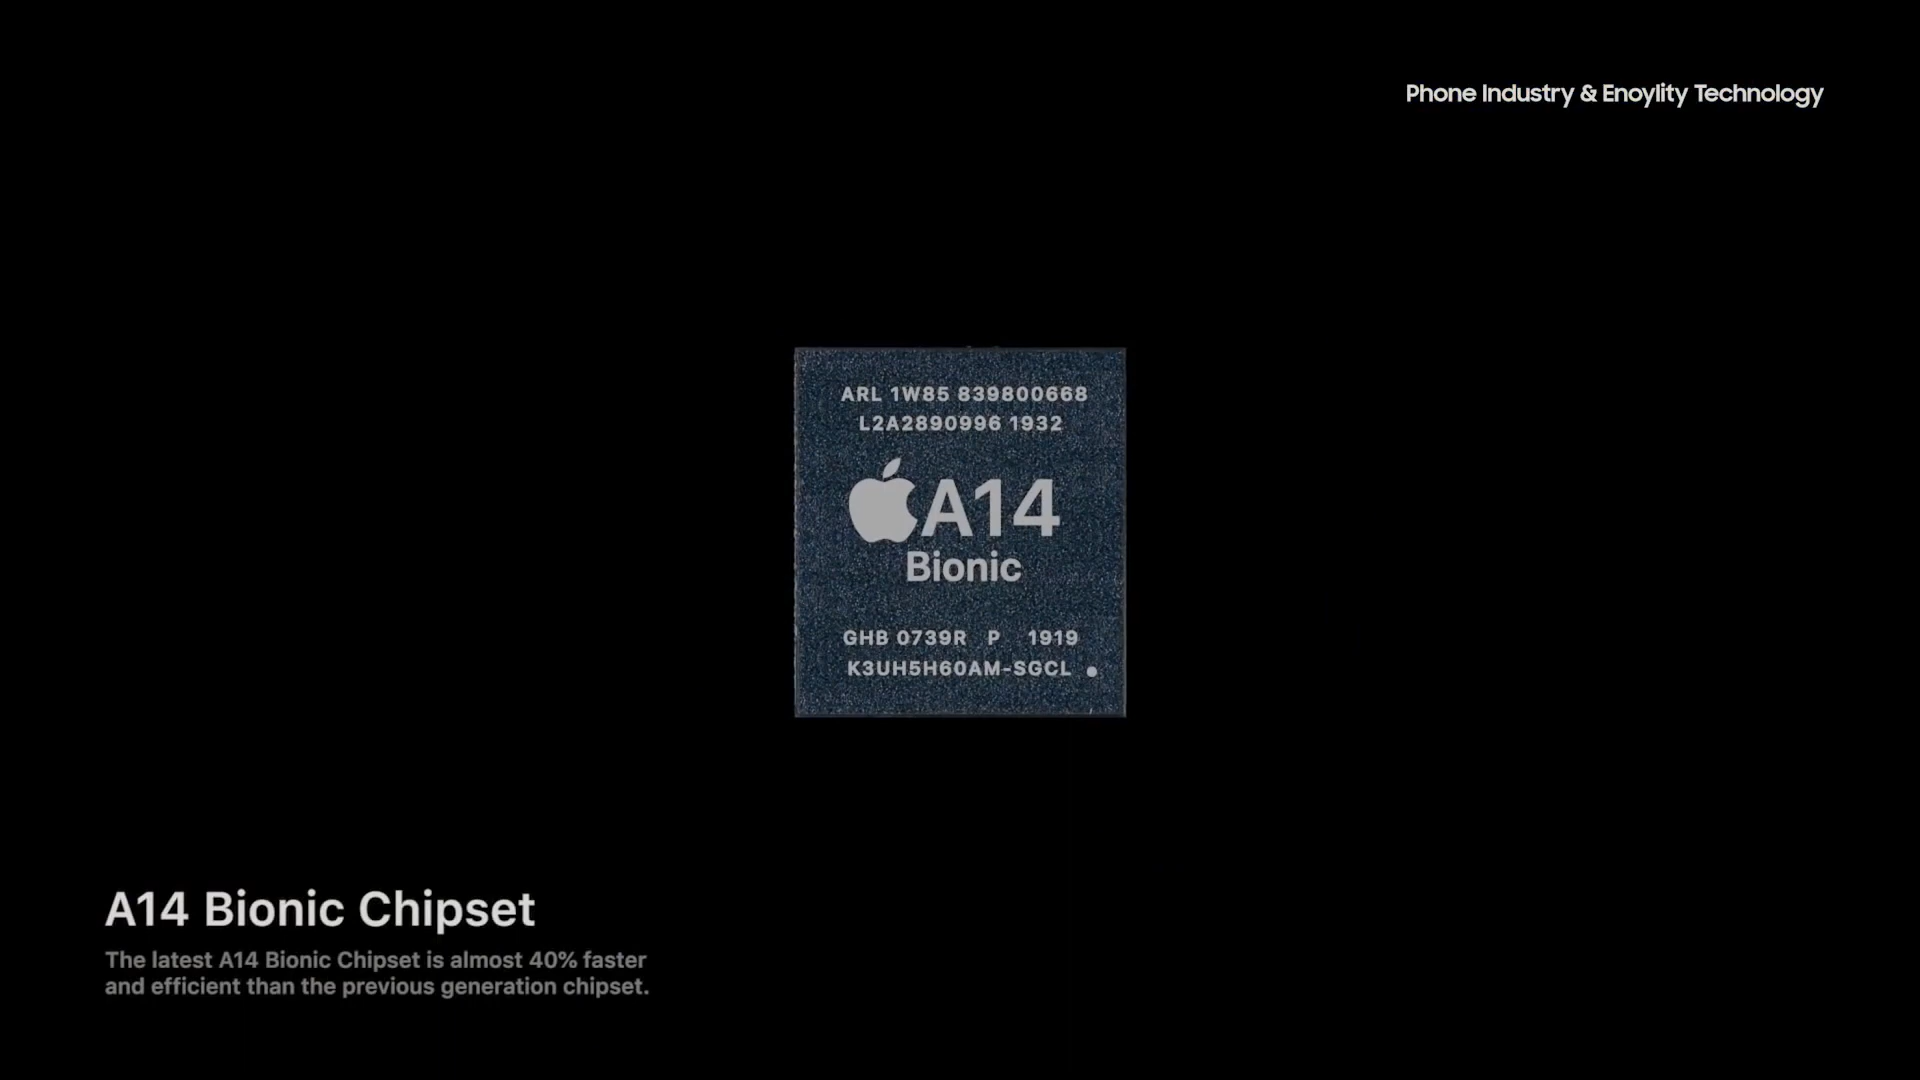 Phone Industry & Enoylity Technology
ARL 1W85 839800668
L2A2890996 1932
A14
Bionic
GHB 0739R P 1919
K3UH5H60AM-SGCL
A14 Bionic Chipset
The latest A14 Bionic Chipset is almost 40% faster
and efficient than the previous generation chipset.